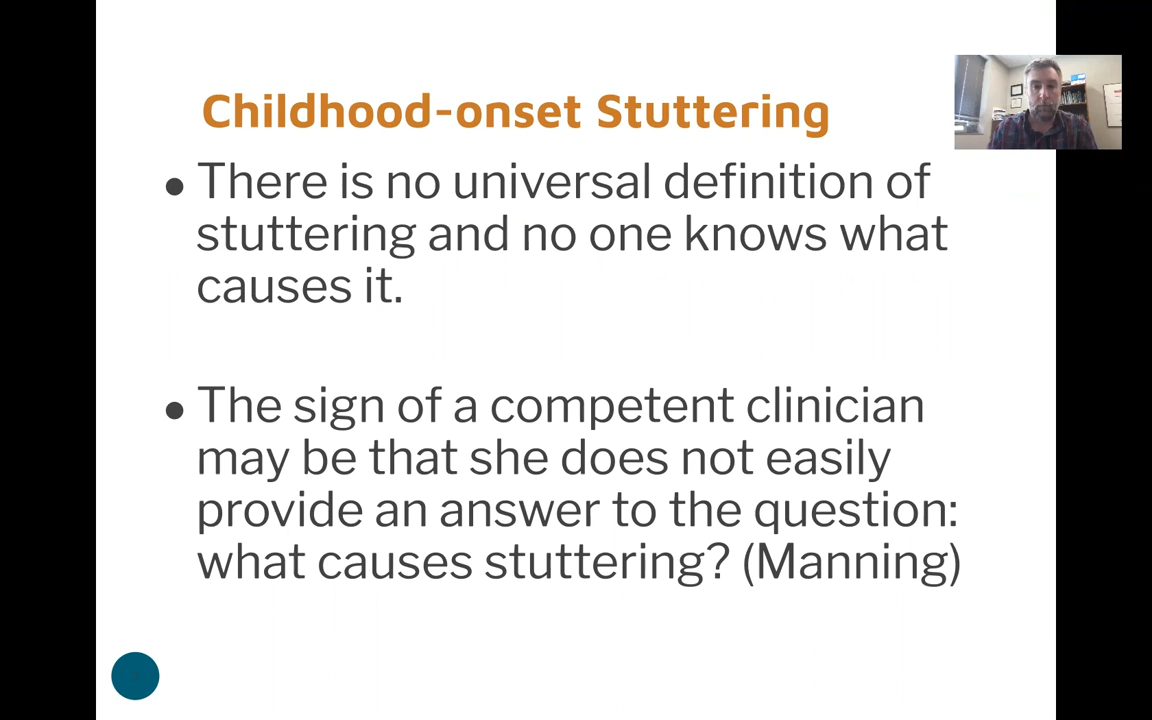 Childhood-onset Stuttering
• There is no universal definition of
stuttering and no one knows what
causes it.
• The sign of a competent clinician
may be that she does not easily
provide an answer to the question:
what causes stuttering? (Manning)